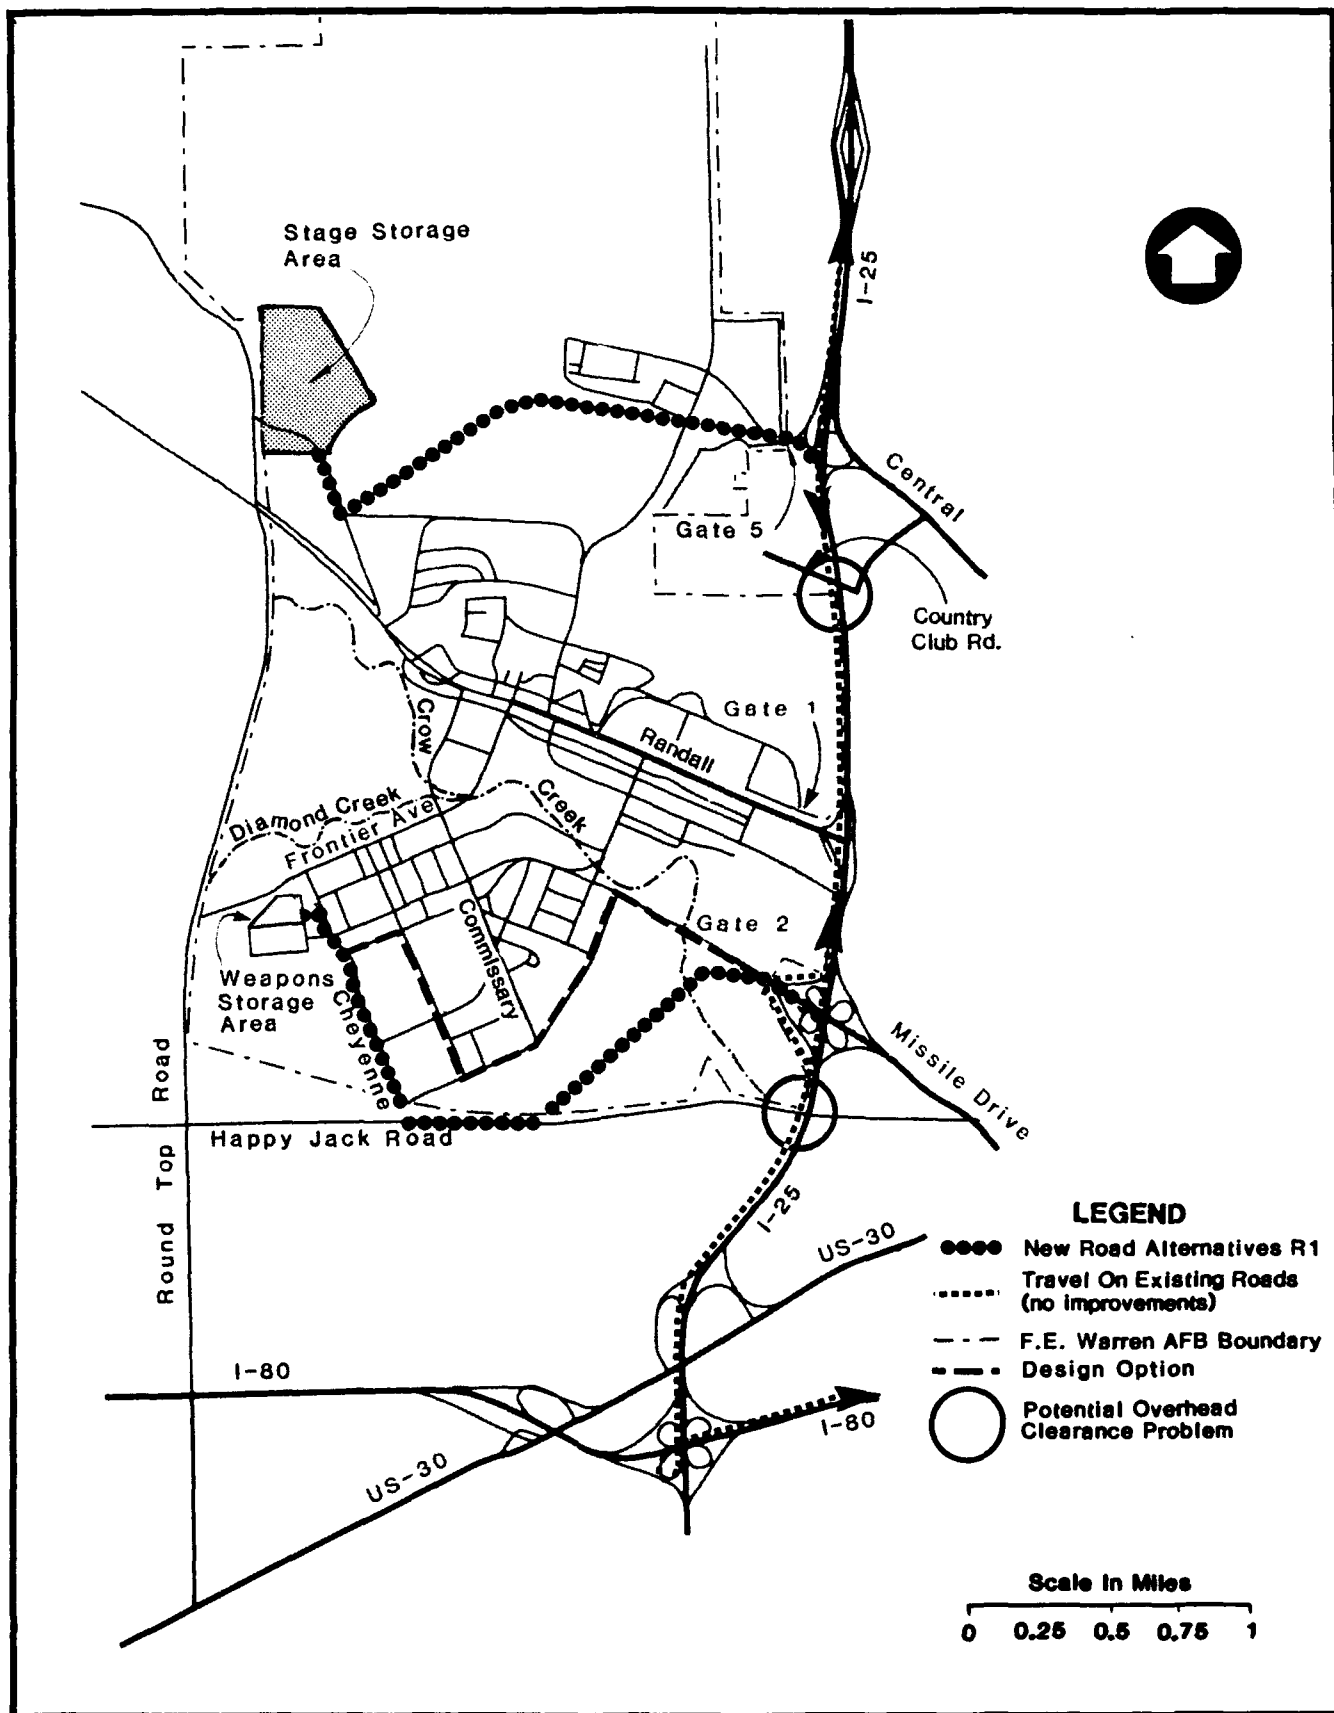 Stage Storage
Area
I-25
Central
Gate 5
Country
Club Rd.
Gate 1
Randall
Crow
Creek
Diamond Creek
Frontier Ave
Gate 2
Commissary
Weapons
Storage
Area
Cheyenne
Missile Drive
Happy Jack Road
Round Top Road
I-25
US-30
I-80
I-80
US-30
LEGEND
New Road Alternatives R1
Travel On Existing Roads
(no improvements)
F.E. Warren AFB Boundary
Design Option
Potential Overhead
Clearance Problem
Scale In Miles
0 0.25 0.5 0.75 1